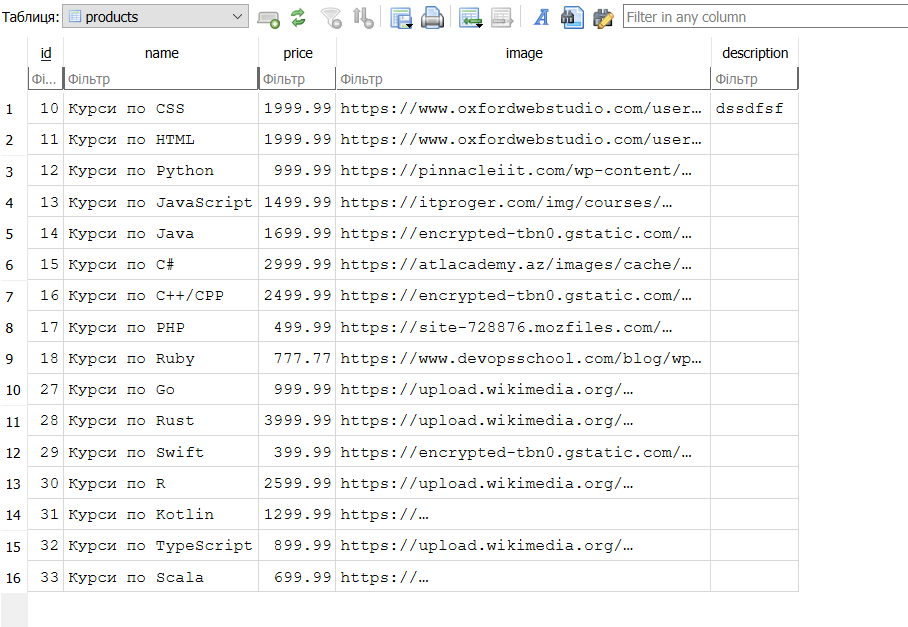 Таблиця: products Filter in any column
id name price image description
Фі... Фільтр Фільтр Фільтр Фільтр
1 10 Курси по CSS 1999.99 https://www.oxfordwebstudio.com/user… dssdfsf
2 11 Курси по HTML 1999.99 https://www.oxfordwebstudio.com/user…
3 12 Курси по Python 999.99 https://pinnacleiit.com/wp-content/…
4 13 Курси по JavaScript 1499.99 https://itproger.com/img/courses/…
5 14 Курси по Java 1699.99 https://encrypted-tbn0.gstatic.com/…
6 15 Курси по C# 2999.99 https://atlacademy.az/images/cache/…
7 16 Курси по C++/CPP 2499.99 https://encrypted-tbn0.gstatic.com/…
8 17 Курси по PHP 499.99 https://site-728876.mozfiles.com/…
9 18 Курси по Ruby 777.77 https://www.devopsschool.com/blog/wp…
10 27 Курси по Go 999.99 https://upload.wikimedia.org/…
11 28 Курси по Rust 3999.99 https://upload.wikimedia.org/…
12 29 Курси по Swift 399.99 https://encrypted-tbn0.gstatic.com/…
13 30 Курси по R 2599.99 https://upload.wikimedia.org/…
14 31 Курси по Kotlin 1299.99 https://…
15 32 Курси по TypeScript 899.99 https://upload.wikimedia.org/…
16 33 Курси по Scala 699.99 https://…